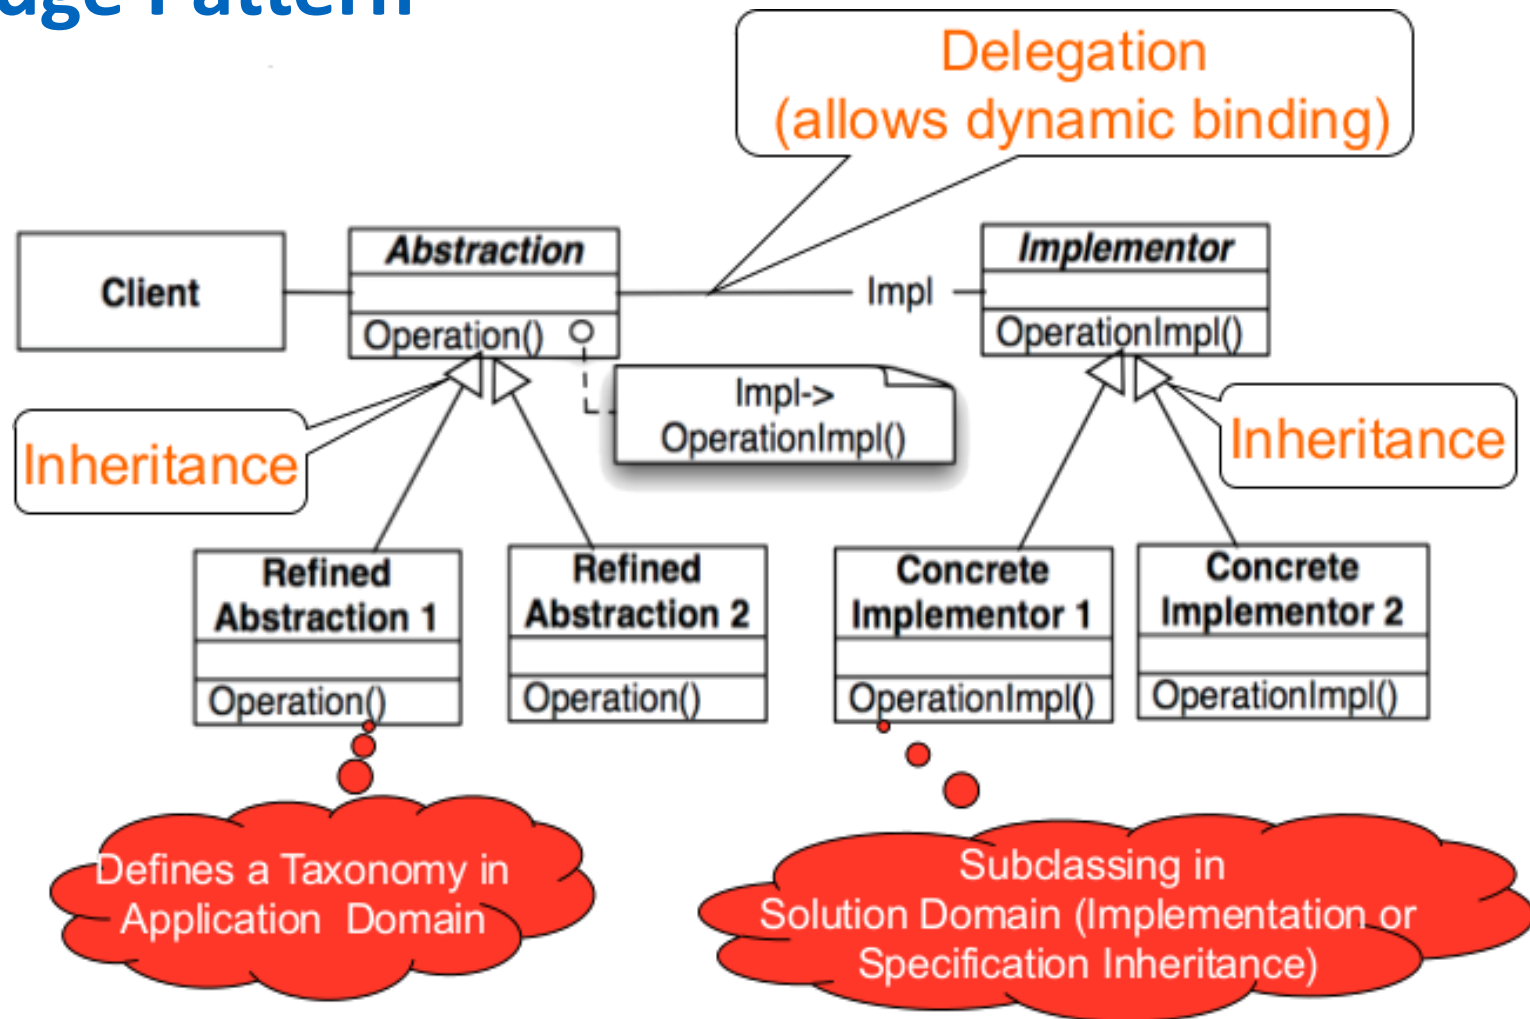 dge Pattern
Delegation
(allows dynamic binding)
Client
Abstraction
Operation()
Impl
Implementor
OperationImpl()
Impl->
OperationImpl()
Inheritance
Inheritance
Refined
Abstraction 1
Operation()
Refined
Abstraction 2
Operation()
Concrete
Implementor 1
OperationImpl()
Concrete
Implementor 2
OperationImpl()
Defines a Taxonomy in
Application Domain
Subclassing in
Solution Domain (Implementation or
Specification Inheritance)